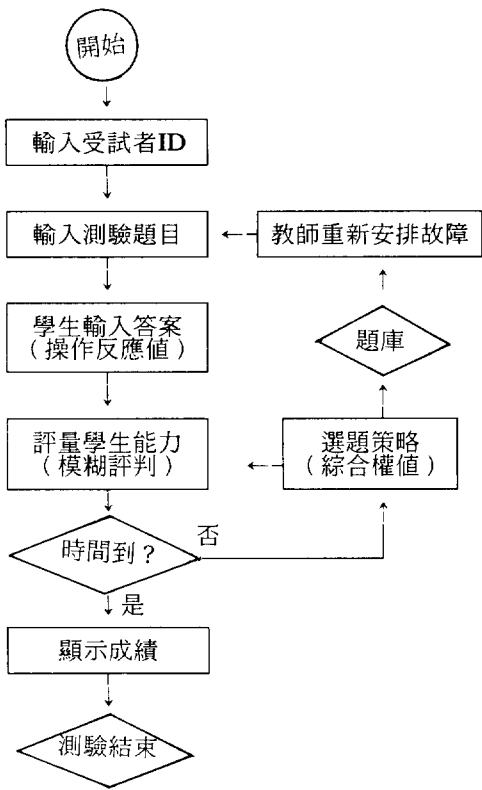 開始
輸入受試者ID
輸入測驗題目
教師重新安排故障
學生輸入答案
(操作反應值)
題庫
評量學生能力
(模糊評判)
選題策略
(綜合權值)
時間到?
否
是
顯示成績
測驗結束